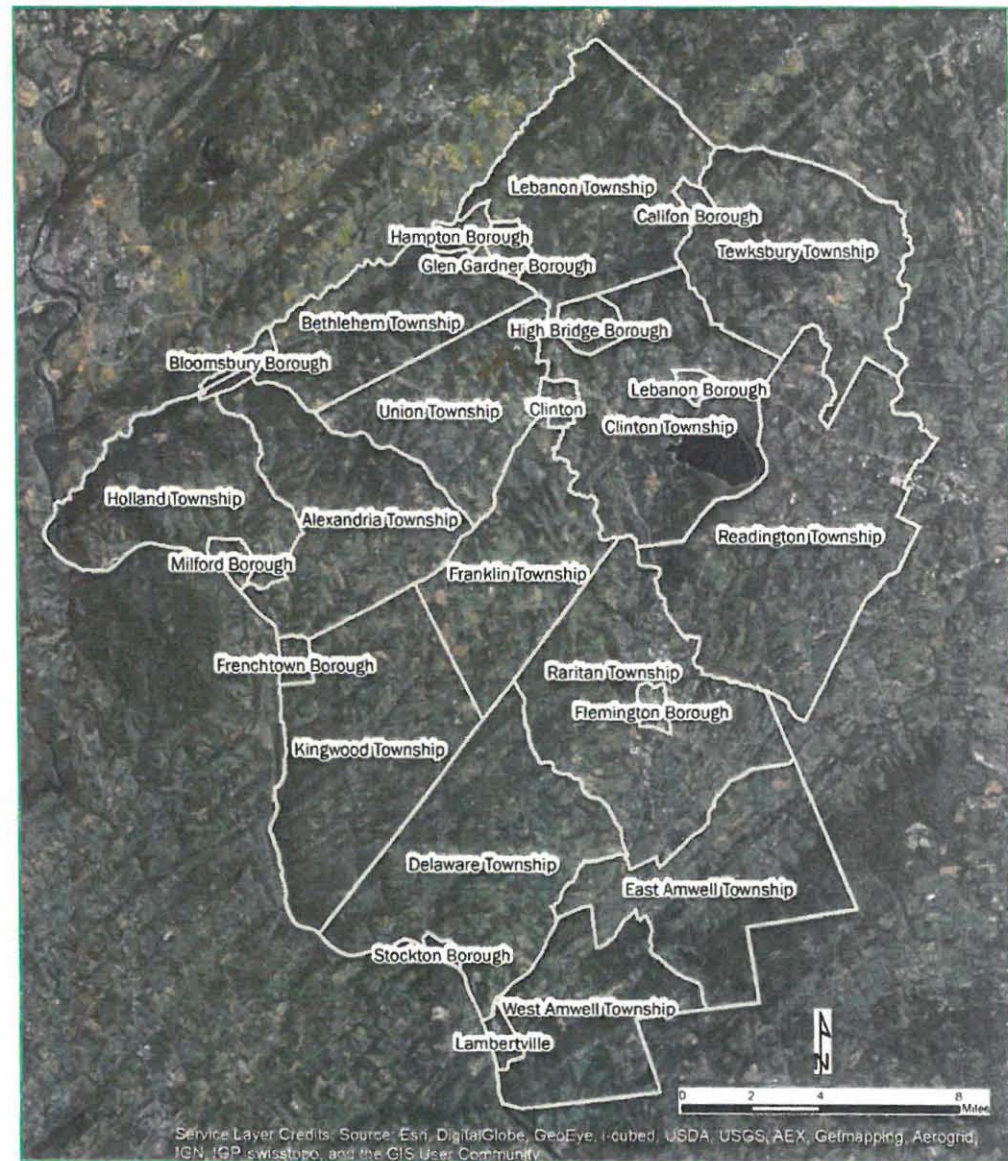 Lebanon Township
Califon Borough
Hampton Borough
Tewksbury Township
Glen Gardner Borough
Bethlehem Township
High Bridge Borough
Bloomsbury Borough
Lebanon Borough
Union Township
Clinton
Clinton Township
Holland Township
Alexandria Township
Readington Township
Milford Borough
Franklin Township
Frenchtown Borough
Raritan Township
Flemington Borough
Kingwood Township
Delaware Township
East Amwell Township
Stockton Borough
West Amwell Township
Lambertville
N
0 2 4 8
Miles
Service Layer Credits: Source: Esri, DigitalGlobe, GeoEye, i-cubed, USDA, USGS, AEX, Getmapping, Aerogrid,
IGN, IGP, swisstopo, and the GIS User Community